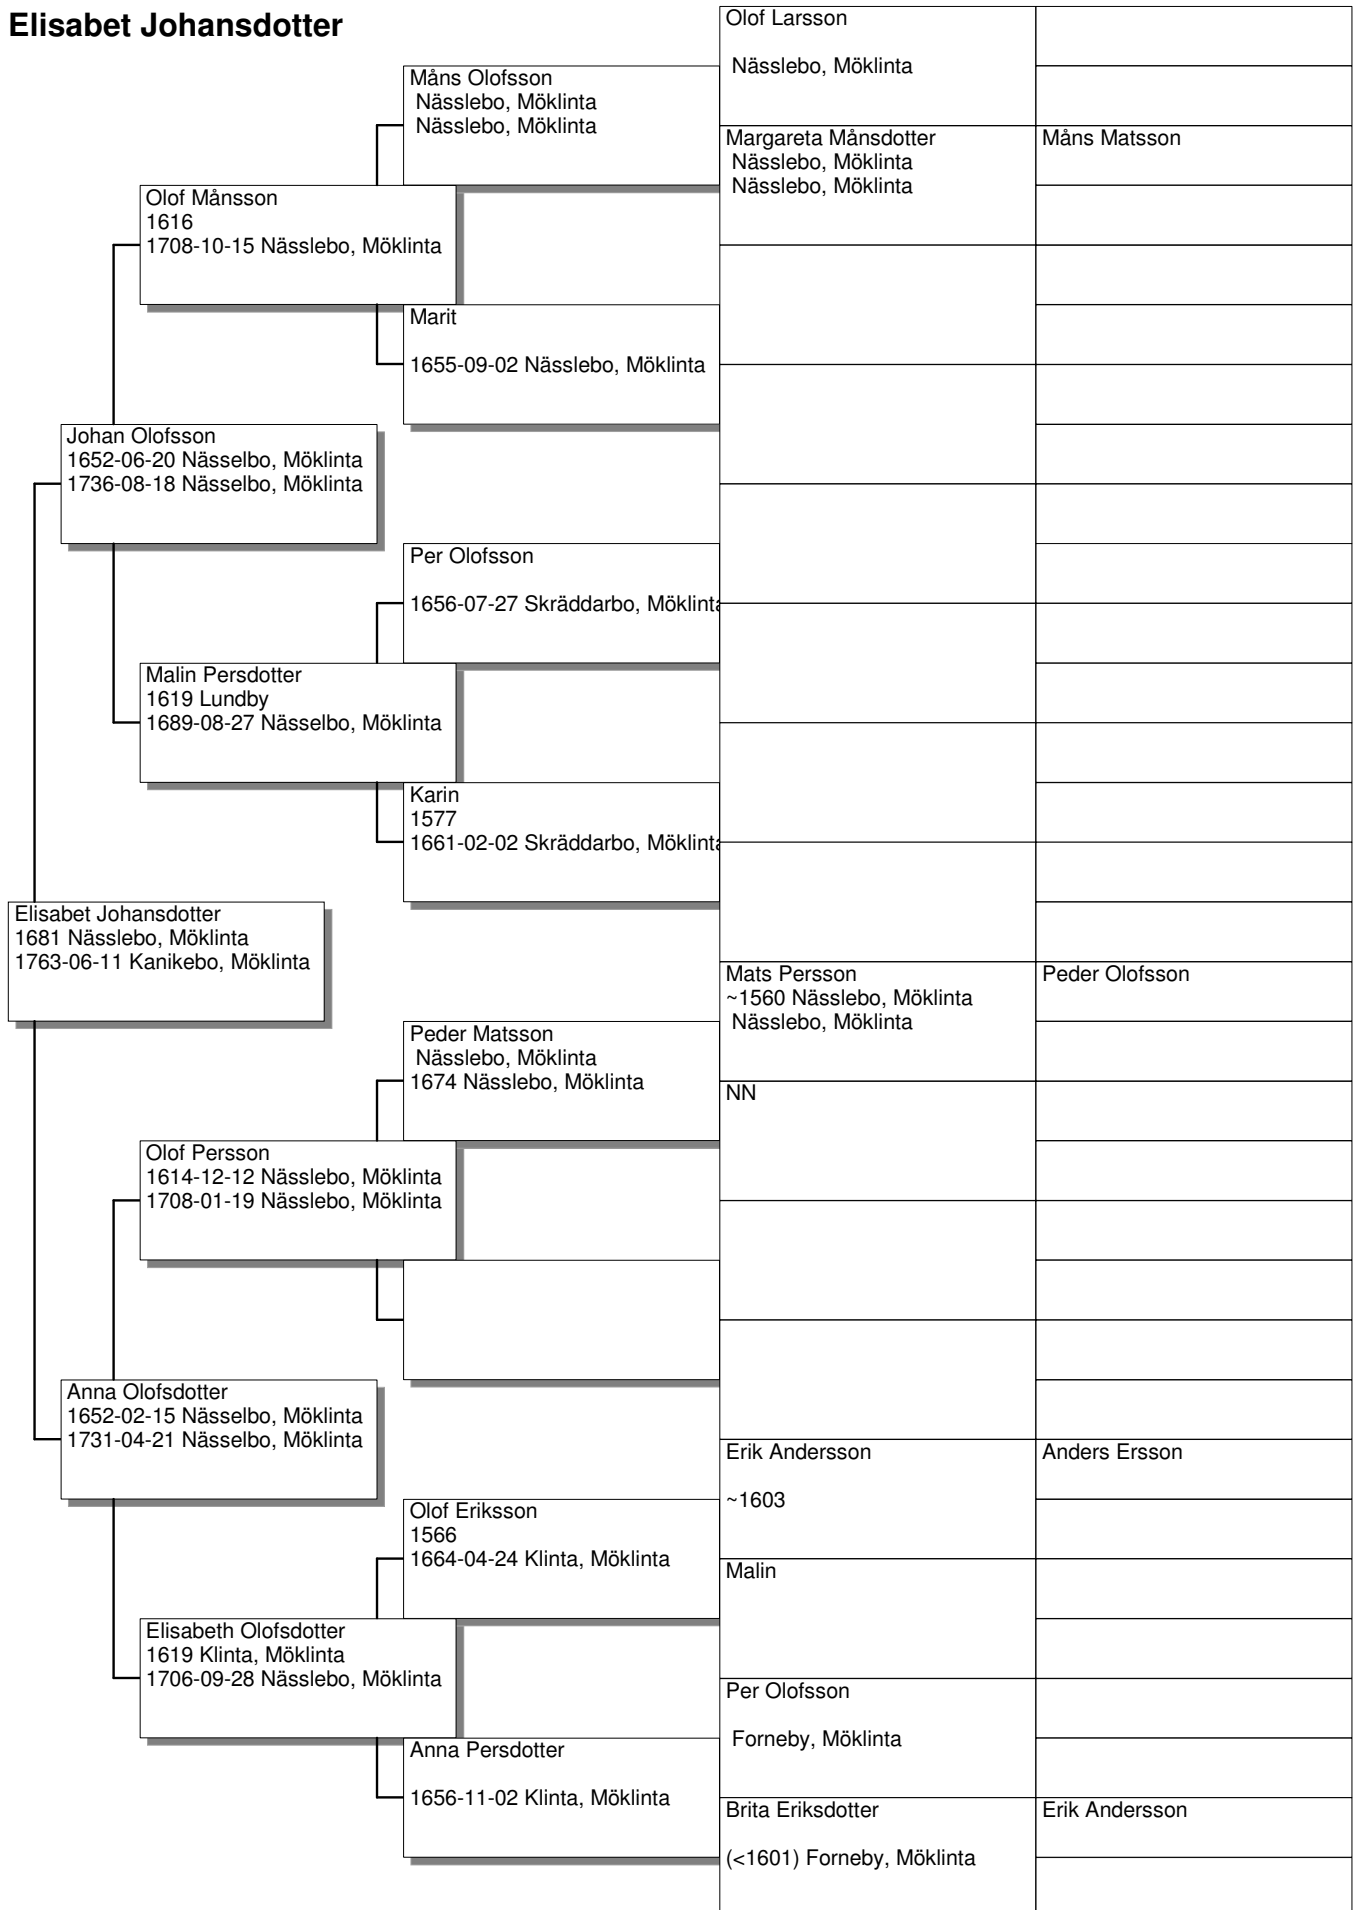 Elisabet Johansdotter
Olof Larsson
Nässlebo, Möklinta
Måns Olofsson
Nässlebo, Möklinta
Nässlebo, Möklinta
Margareta Månsdotter
Nässlebo, Möklinta
Nässlebo, Möklinta
Måns Matsson
Olof Månsson
1616
1708-10-15 Nässlebo, Möklinta
Marit
1655-09-02 Nässlebo, Möklinta
Johan Olofsson
1652-06-20 Nässelbo, Möklinta
1736-08-18 Nässelbo, Möklinta
Per Olofsson
1656-07-27 Skräddarbo, Möklinta
Malin Persdotter
1619 Lundby
1689-08-27 Nässelbo, Möklinta
Karin
1577
1661-02-02 Skräddarbo, Möklinta
Elisabet Johansdotter
1681 Nässlebo, Möklinta
1763-06-11 Kanikebo, Möklinta
Mats Persson
~1560 Nässlebo, Möklinta
Nässlebo, Möklinta
Peder Olofsson
Peder Matsson
Nässlebo, Möklinta
1674 Nässlebo, Möklinta
NN
Olof Persson
1614-12-12 Nässlebo, Möklinta
1708-01-19 Nässlebo, Möklinta
Anna Olofsdotter
1652-02-15 Nässelbo, Möklinta
1731-04-21 Nässelbo, Möklinta
Erik Andersson
~1603
Anders Ersson
Olof Eriksson
1566
1664-04-24 Klinta, Möklinta
Malin
Elisabeth Olofsdotter
1619 Klinta, Möklinta
1706-09-28 Nässlebo, Möklinta
Per Olofsson
Forneby, Möklinta
Anna Persdotter
1656-11-02 Klinta, Möklinta
Brita Eriksdotter
(<1601) Forneby, Möklinta
Erik Andersson